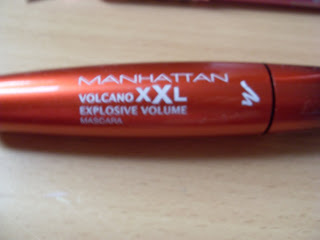 MANHATTAN
VOLCANO XXL
EXPLOSIVE VOLUME
MASCARA
M